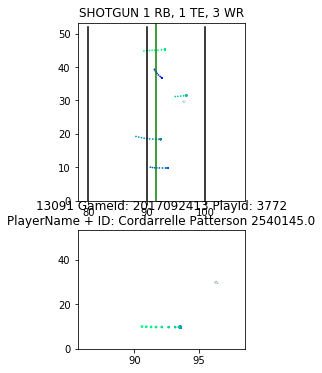 SHOTGUN 1 RB, 1 TE, 3 WR
50
40
30
20
10
0
80 90 100
13091 GameId: 2017092413 PlayId: 3772
PlayerName + ID: Cordarrelle Patterson 2540145.0
40
20
0
90 95